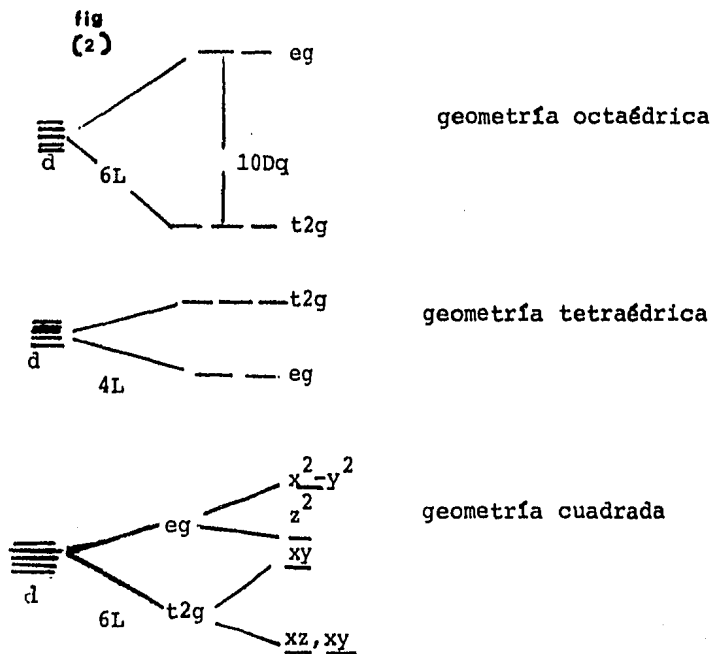 fig
(2)
eg
geometría octaédrica
d
6L
10Dq
t2g
t2g
geometría tetraédrica
d
4L
eg
x²-y²
z²
eg
geometría cuadrada
xy
d
6L
t2g
xz,xy